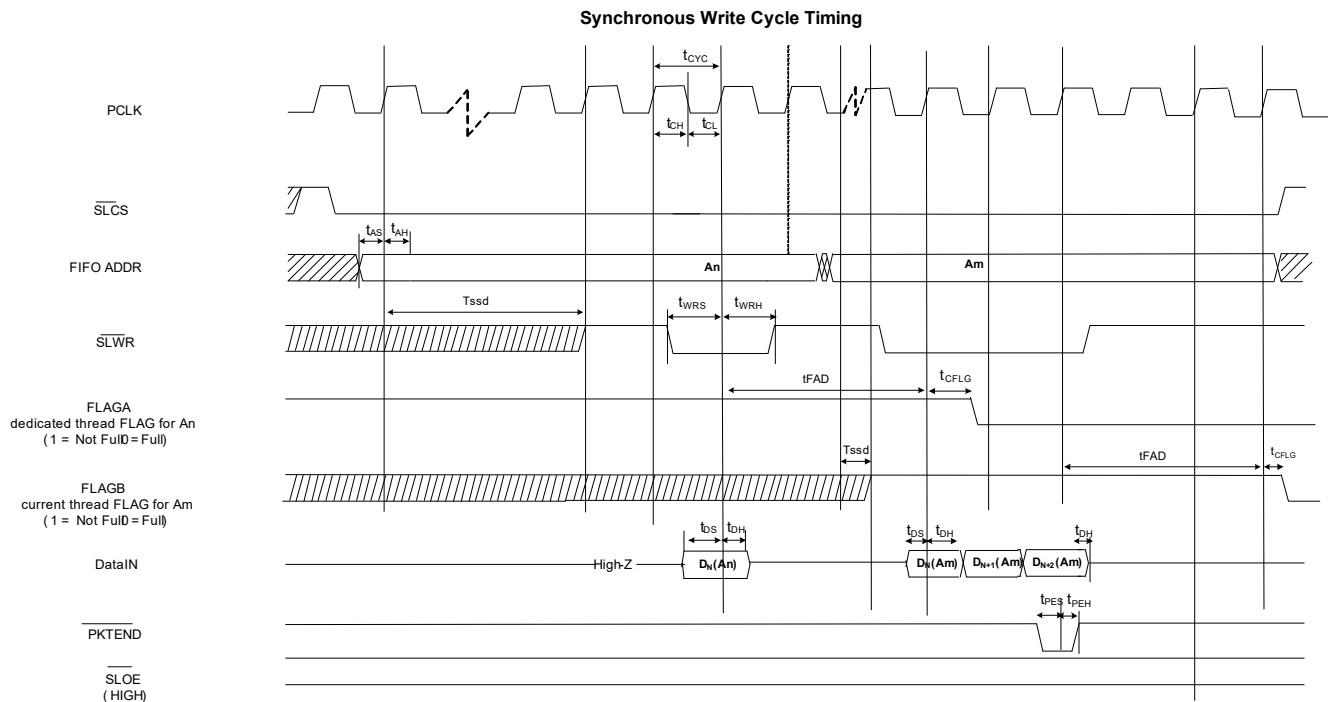 Synchronous Write Cycle Timing
tCYC
PCLK
tCH tCL
SLCS
tAS tAH
FIFO ADDR An Am
Tssd tWRS tWRH
SLWR
tFAD tCFLG
FLAGA
dedicated thread FLAG for An
(1 = Not Full0 = Full)
Tssd tFAD tCFLG
FLAGB
current thread FLAG for Am
(1 = Not Full0 = Full)
tDS tDH tDS tDH tDH
DataIN High-Z DN(An) DN(Am) DN+1(Am) DN+2(Am)
tPES tPEH
PKTEND
SLOE
(HIGH)